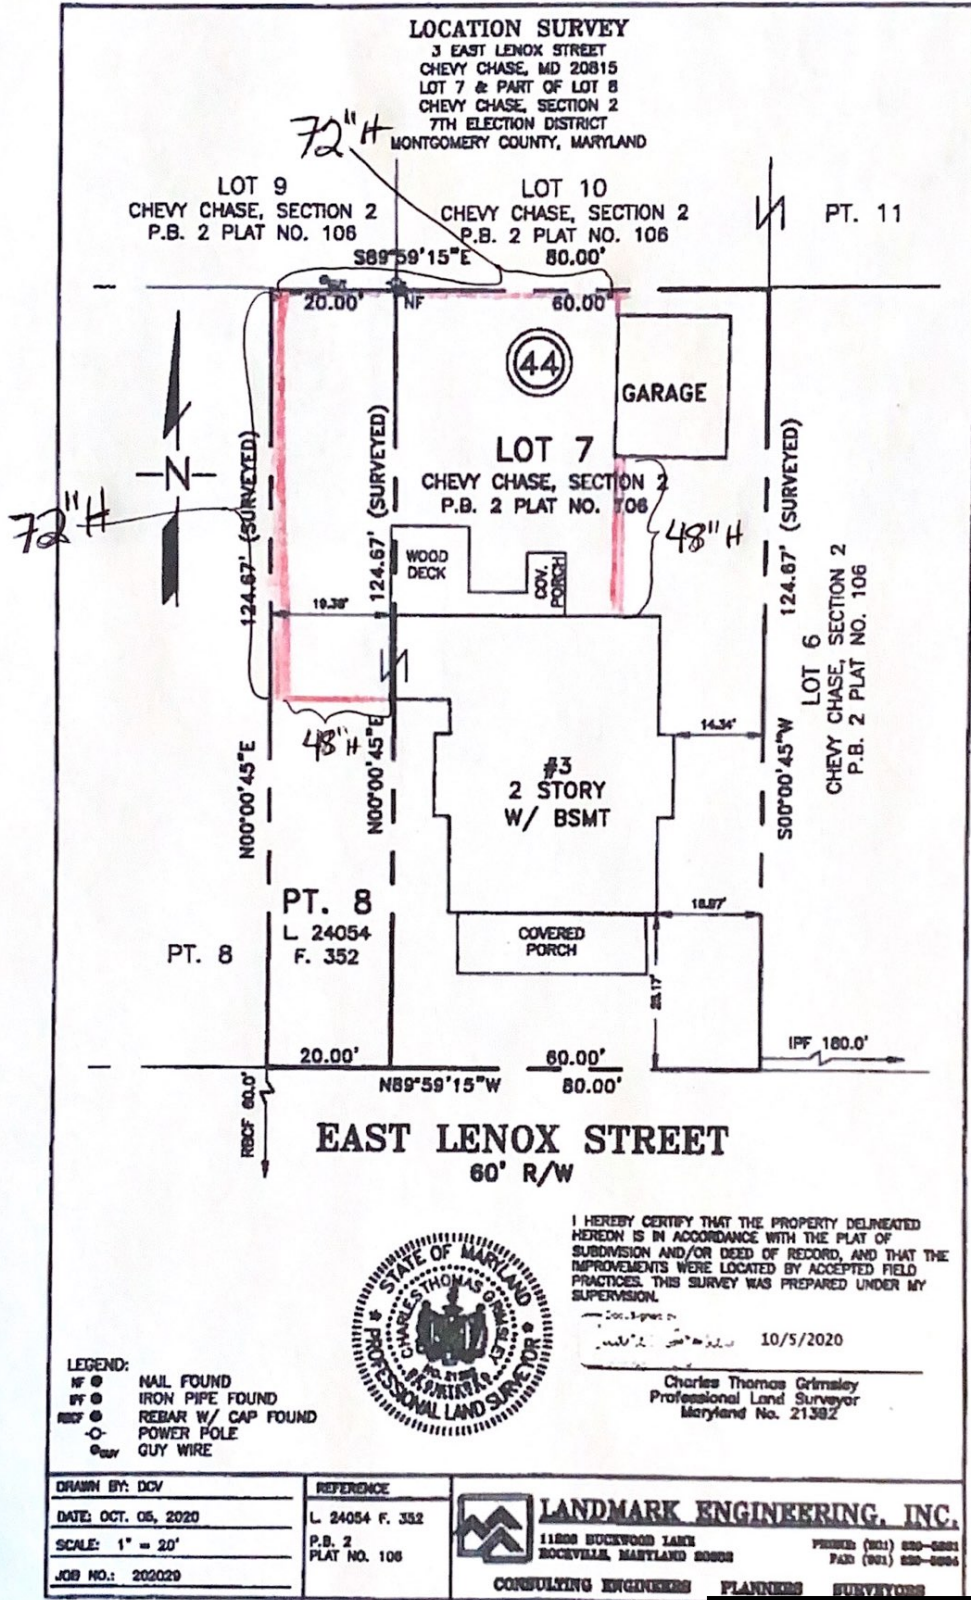 LOCATION SURVEY
3 EAST LENOX STREET
CHEVY CHASE, MD 20815
LOT 7 & PART OF LOT 8
CHEVY CHASE, SECTION 2
7TH ELECTION DISTRICT
MONTGOMERY COUNTY, MARYLAND
72" H
LOT 9
CHEVY CHASE, SECTION 2
P.B. 2 PLAT NO. 106
LOT 10
CHEVY CHASE, SECTION 2
P.B. 2 PLAT NO. 106
PT. 11
S89°59'15"E 80.00'
GUY
20.00' NF 60.00'
44
GARAGE
N
LOT 7
CHEVY CHASE, SECTION 2
P.B. 2 PLAT NO. 106
72" H
124.67' (SURVEYED)
124.67' (SURVEYED)
124.67' (SURVEYED)
48" H
WOOD
DECK
COV.
PORCH
19.38'
LOT 6
CHEVY CHASE, SECTION 2
P.B. 2 PLAT NO. 106
48" H
14.34'
#3
2 STORY
W/ BSMT
N00°00'45"E
N00°00'45"E
S00°00'45"W
PT. 8
L. 24054
F. 352
PT. 8
COVERED
PORCH
IPF 180.0'
20.00' 60.00'
N89°59'15"W 80.00'
RBCF 60.0'
EAST LENOX STREET
60' R/W
I HEREBY CERTIFY THAT THE PROPERTY DELINEATED
HEREON IS IN ACCORDANCE WITH THE PLAT OF
SUBDIVISION AND/OR DEED OF RECORD, AND THAT THE
IMPROVEMENTS WERE LOCATED BY ACCEPTED FIELD
PRACTICES. THIS SURVEY WAS PREPARED UNDER MY
SUPERVISION.
10/5/2020
Charles Thomas Grimsley
Professional Land Surveyor
Maryland No. 21392
STATE OF MARYLAND
CHARLES THOMAS GRIMSLEY
PROFESSIONAL LAND SURVEYOR
LEGEND:
NF NAIL FOUND
IPF IRON PIPE FOUND
RBCF REBAR W/ CAP FOUND
-O- POWER POLE
GUY GUY WIRE
DRAWN BY: DCV
DATE: OCT. 05, 2020
SCALE: 1" = 20'
JOB NO.: 202029
REFERENCE
L. 24054 F. 352
P.B. 2
PLAT NO. 106
LANDMARK ENGINEERING, INC.
ROCKVILLE, MARYLAND
CONSULTING ENGINEERS PLANNERS SURVEYORS